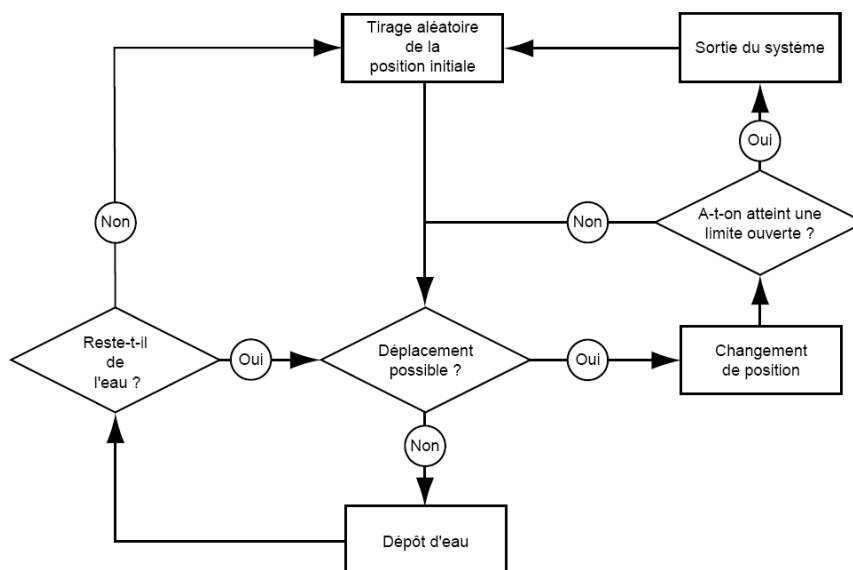 Tirage aléatoire
de la
position initiale
Sortie du système
Oui
Non
Non
A-t-on atteint une
limite ouverte ?
Reste-t-il
de
l'eau ?
Oui
Déplacement
possible ?
Oui
Changement
de position
Non
Dépôt d'eau